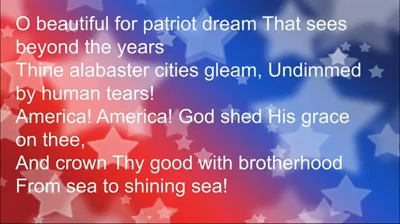 O beautiful for patriot dream That sees
beyond the years
Thine alabaster cities gleam, Undimmed
by human tears!
America! America! God shed His grace
on thee,
And crown Thy good with brotherhood
From sea to shining sea!